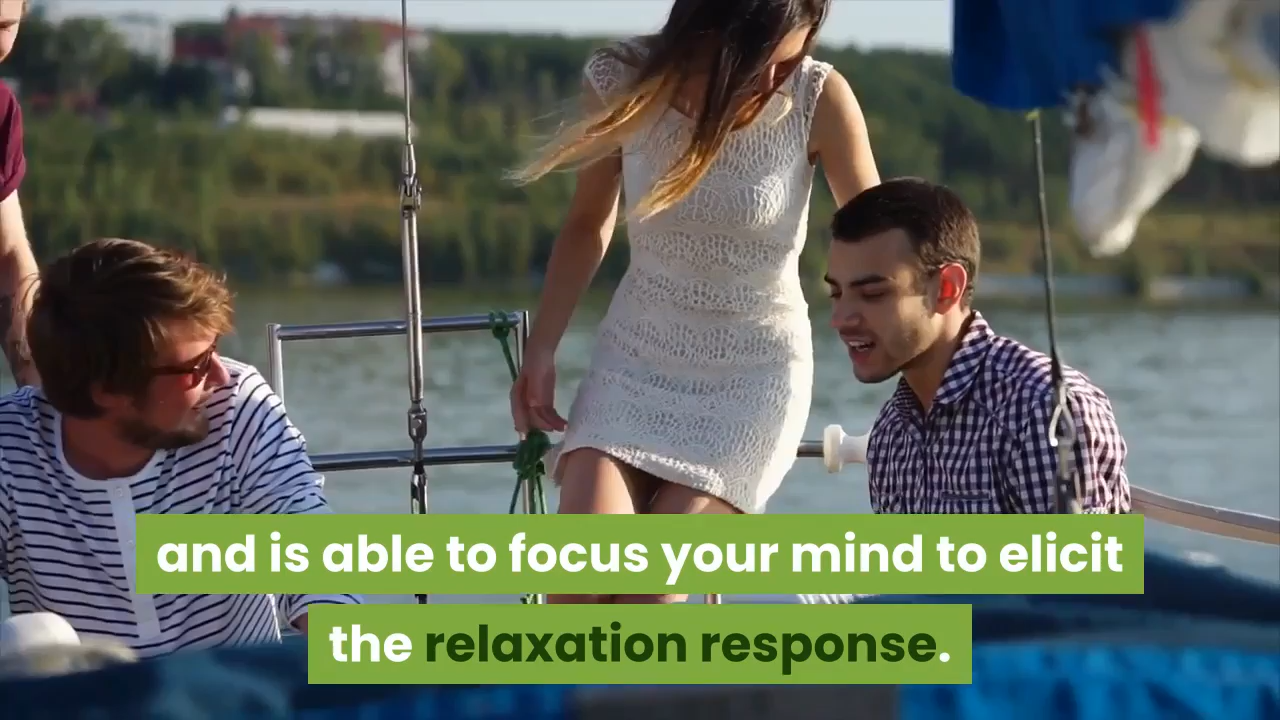 and is able to focus your mind to elicit
the relaxation response.